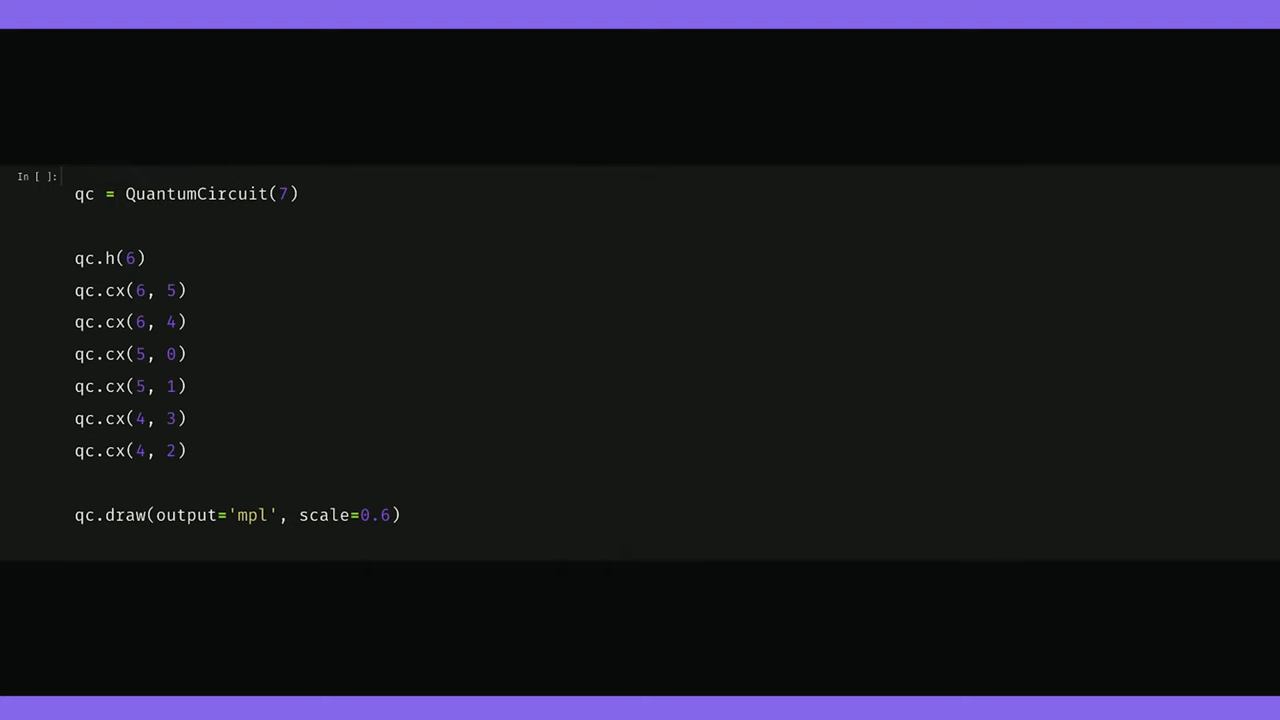 In [ ]:
qc = QuantumCircuit(7)
qc.h(6)
qc.cx(6, 5)
qc.cx(6, 4)
qc.cx(5, 0)
qc.cx(5, 1)
qc.cx(4, 3)
qc.cx(4, 2)
qc.draw(output='mpl', scale=0.6)